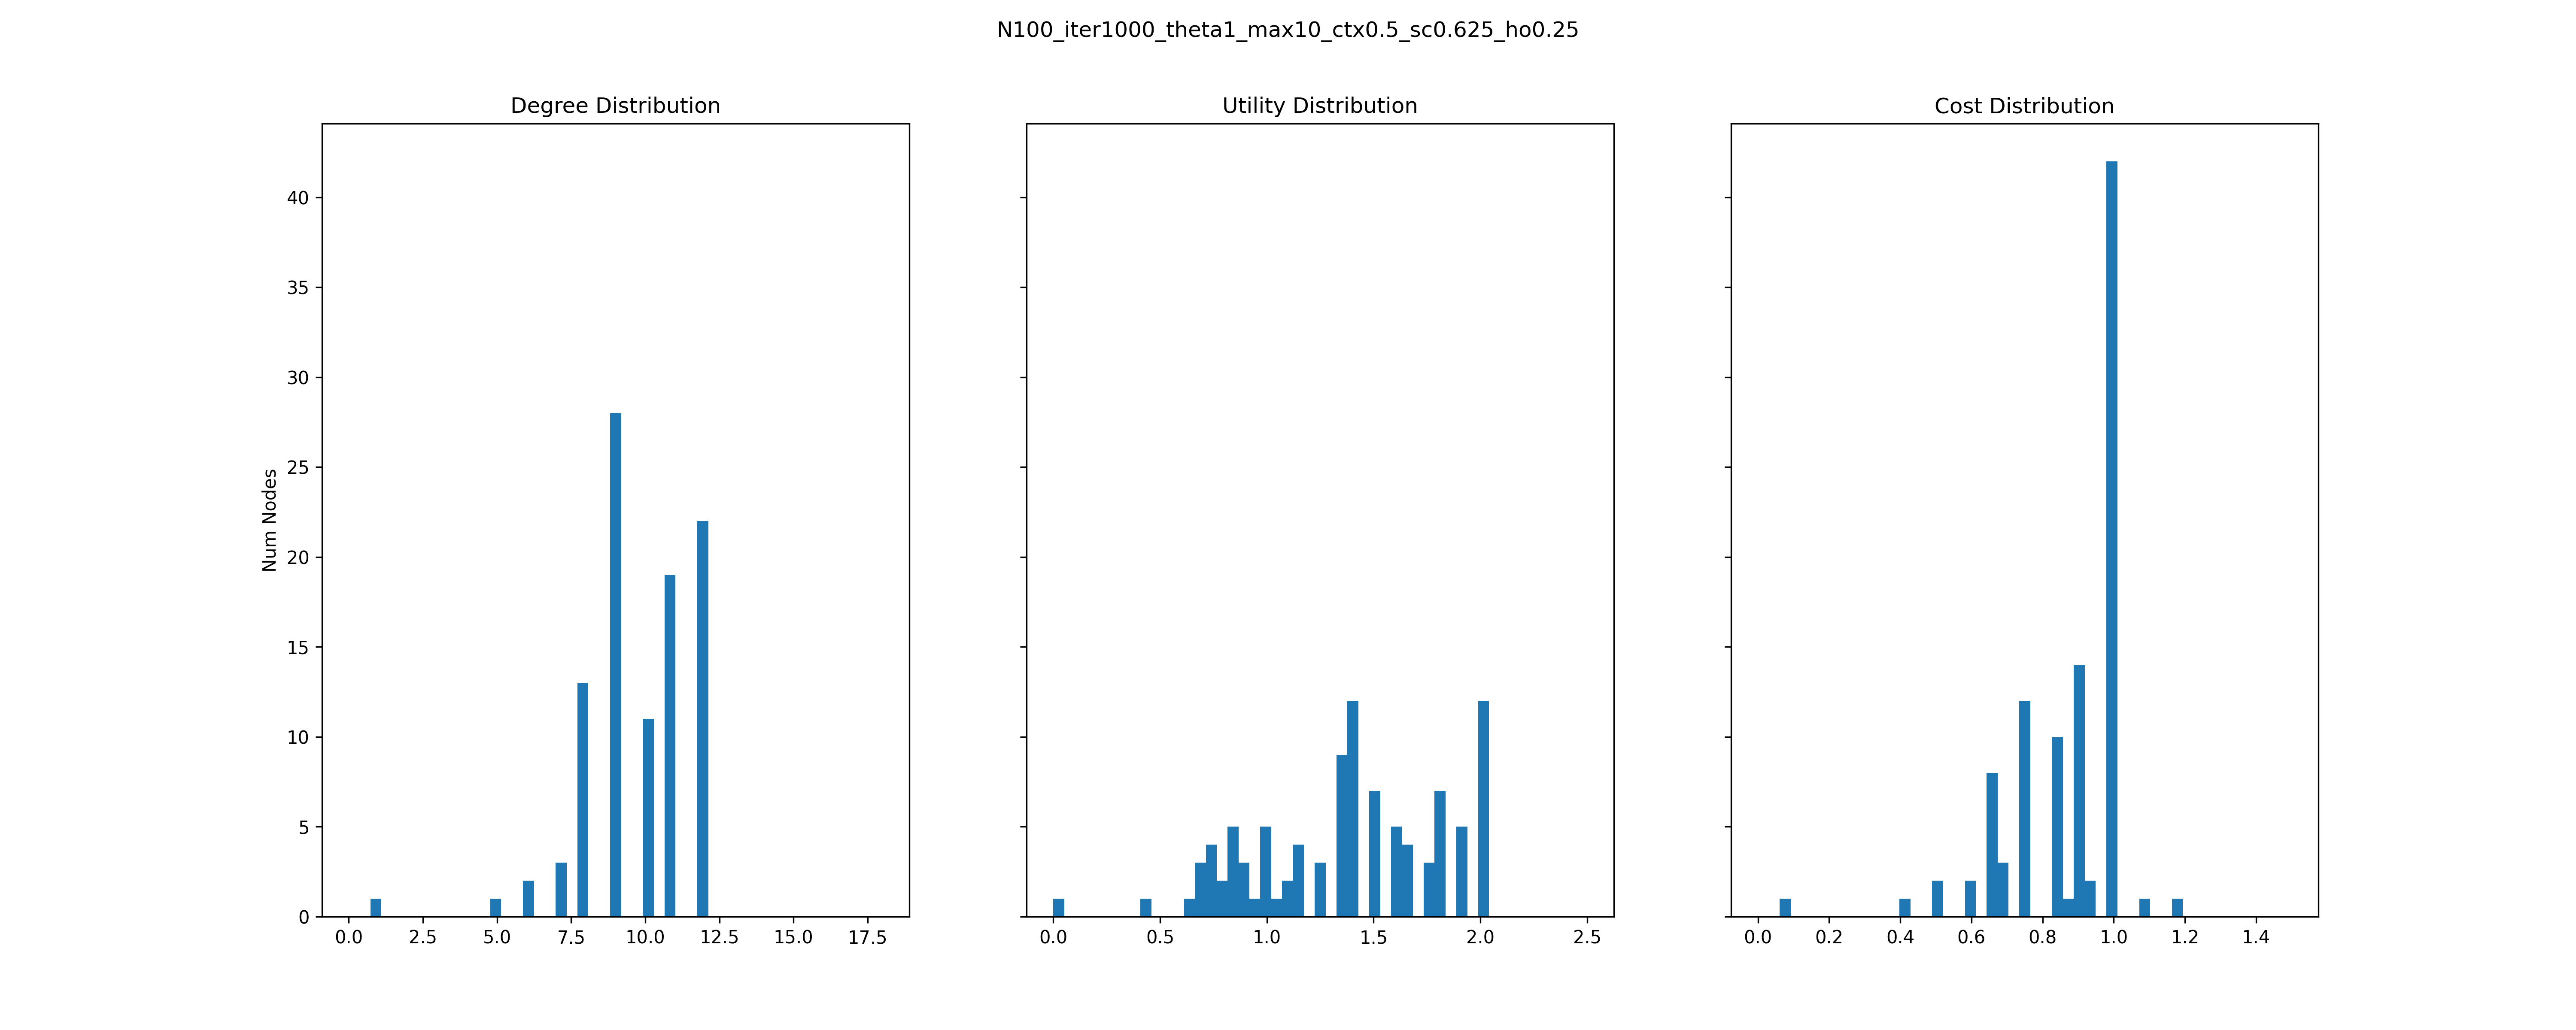 N100_iter1000_theta1_max10_ctx0.5_sc0.625_ho0.25
Degree Distribution
Utility Distribution
Cost Distribution
Num Nodes
40
35
30
25
20
15
10
5
0
0.0 2.5 5.0 7.5 10.0 12.5 15.0 17.5
0.0 0.5 1.0 1.5 2.0 2.5
0.0 0.2 0.4 0.6 0.8 1.0 1.2 1.4